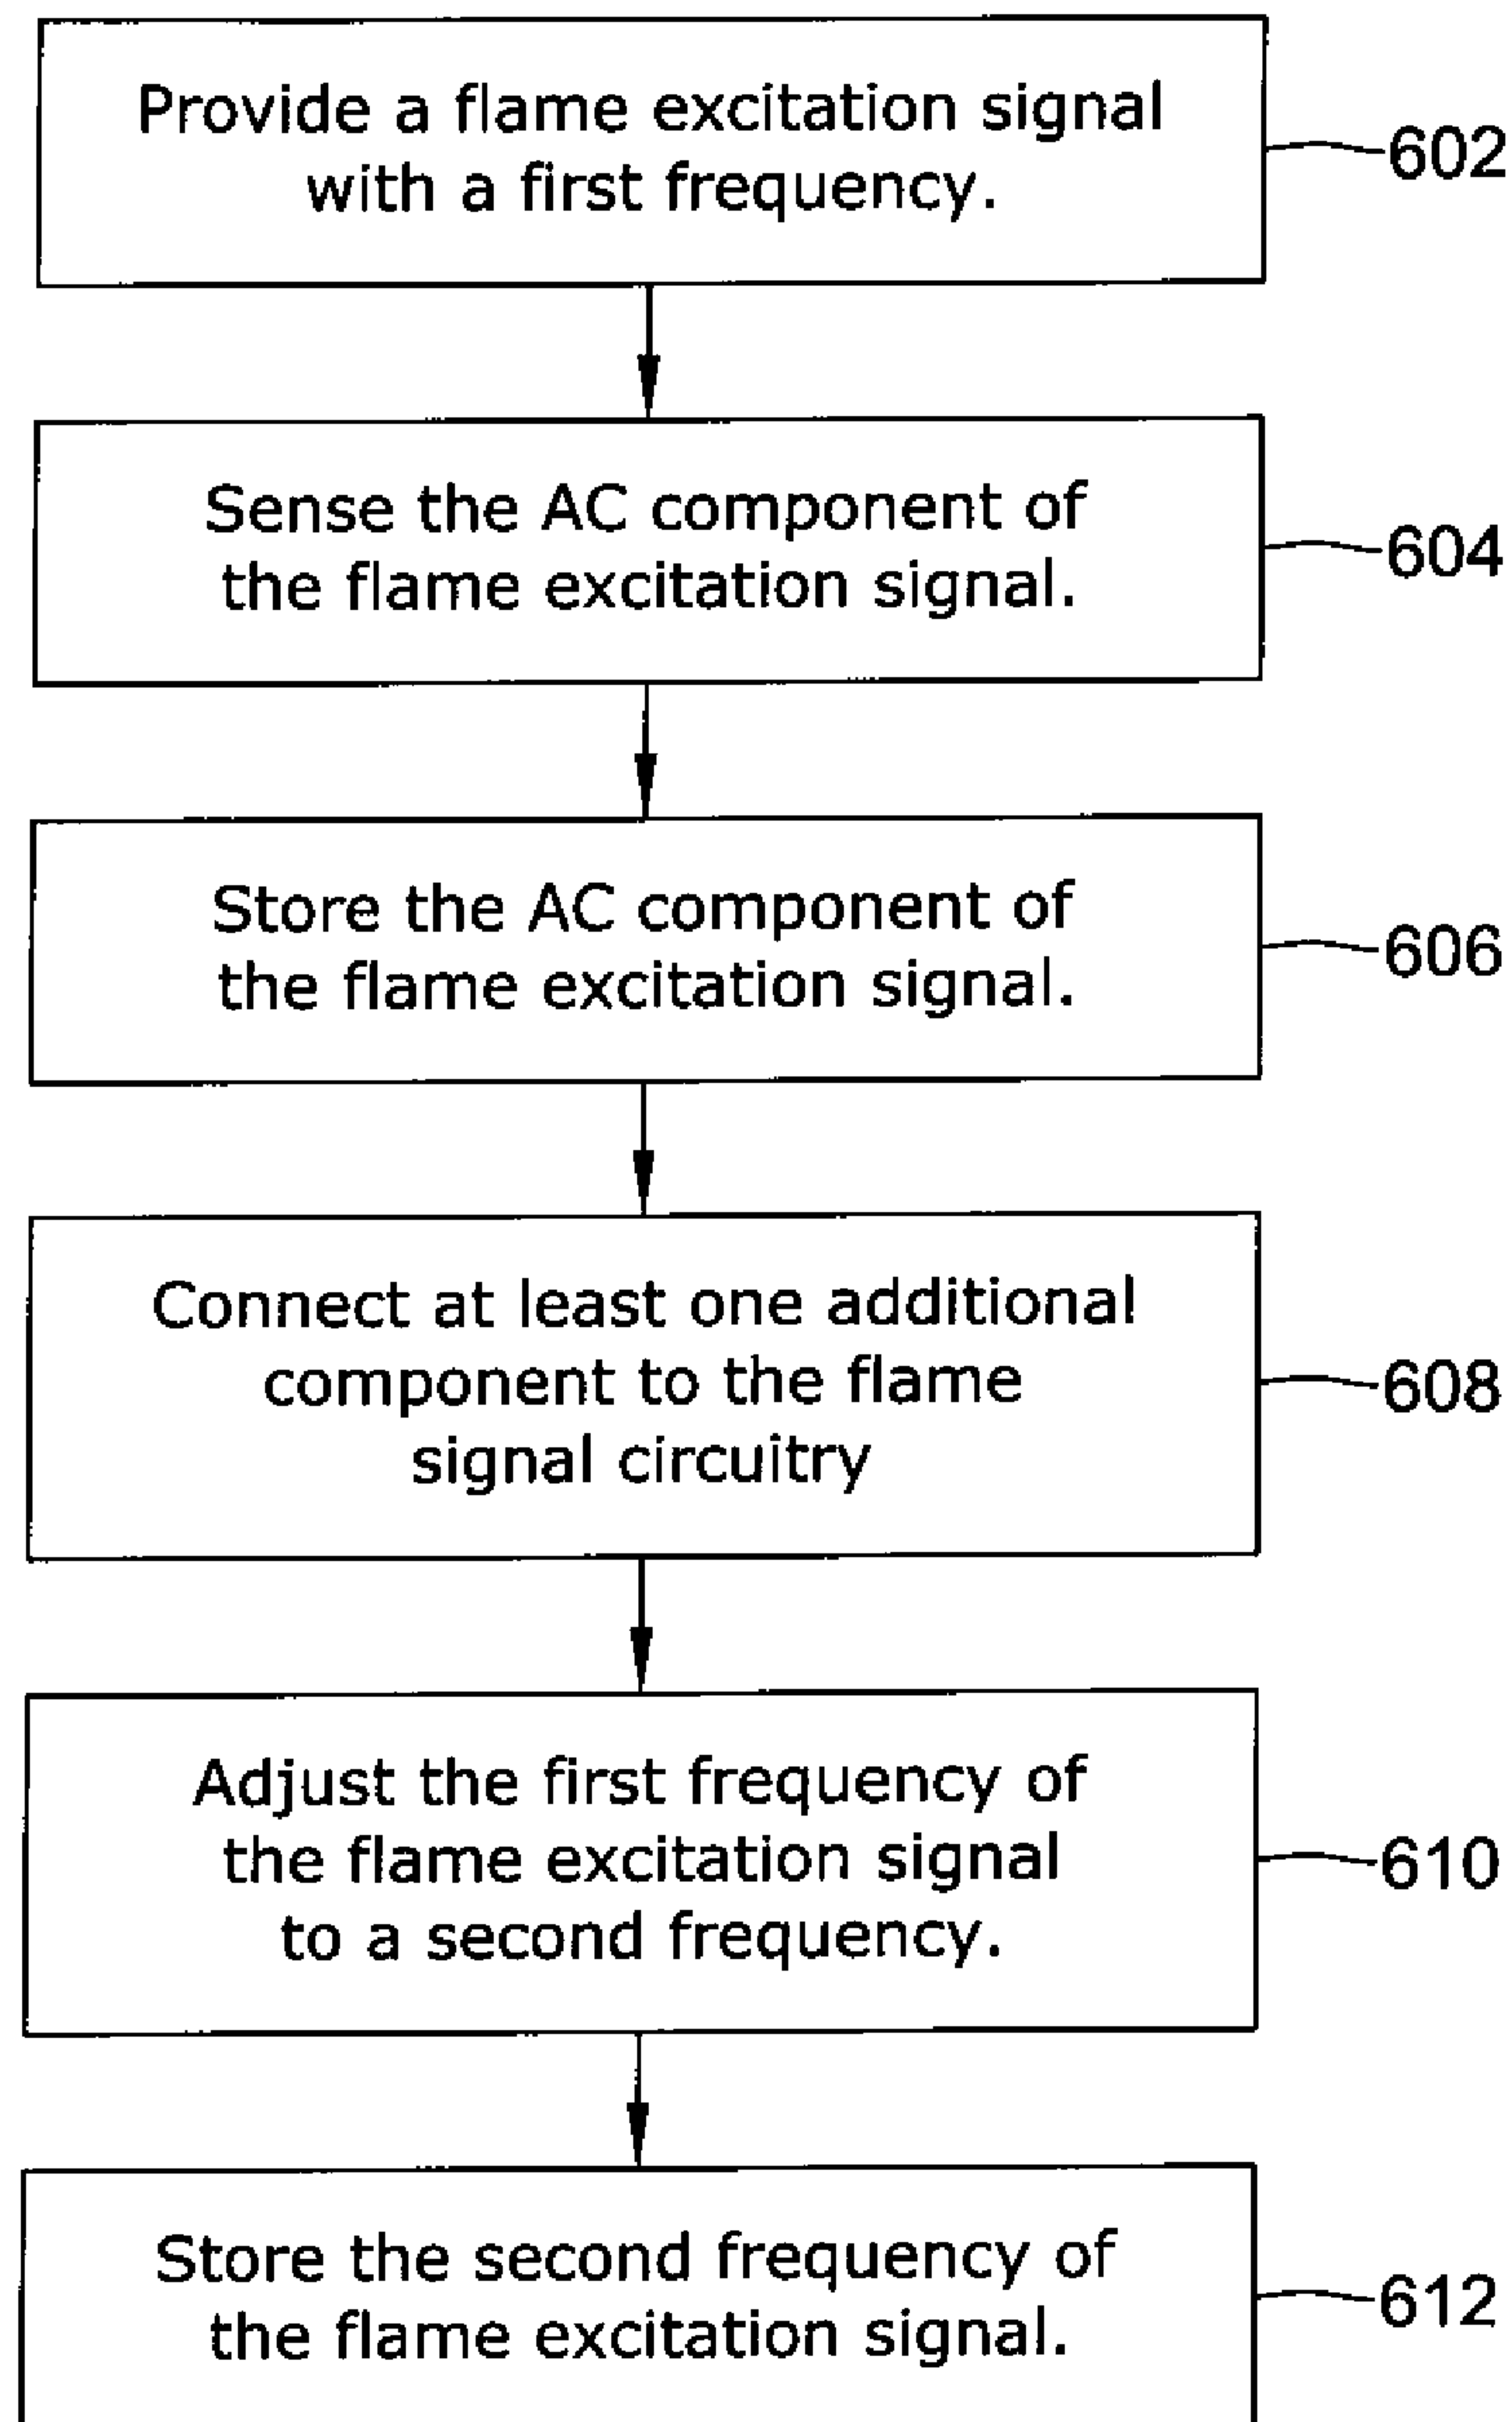 Provide a flame excitation signal
with a first frequency.
602
Sense the AC component of
the flame excitation signal.
604
Store the AC component of
the flame excitation signal.
606
Connect at least one additional
component to the flame
signal circuitry
608
Adjust the first frequency of
the flame excitation signal
to a second frequency.
610
Store the second frequency of
the flame excitation signal.
612